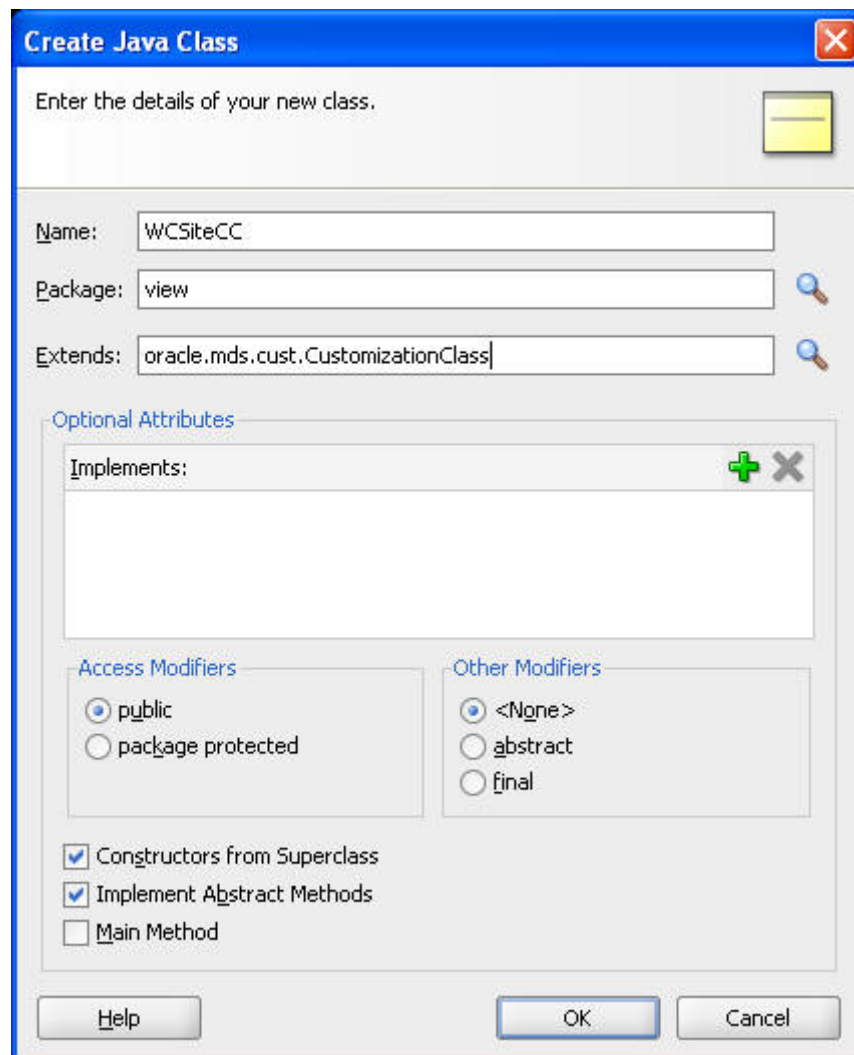 Create Java Class
Enter the details of your new class.
Name: WCSiteCC
Package: view
Extends: oracle.mds.cust.CustomizationClass
Optional Attributes
Implements:
Access Modifiers
public
package protected
Other Modifiers
<None>
abstract
final
Constructors from Superclass
Implement Abstract Methods
Main Method
Help OK Cancel